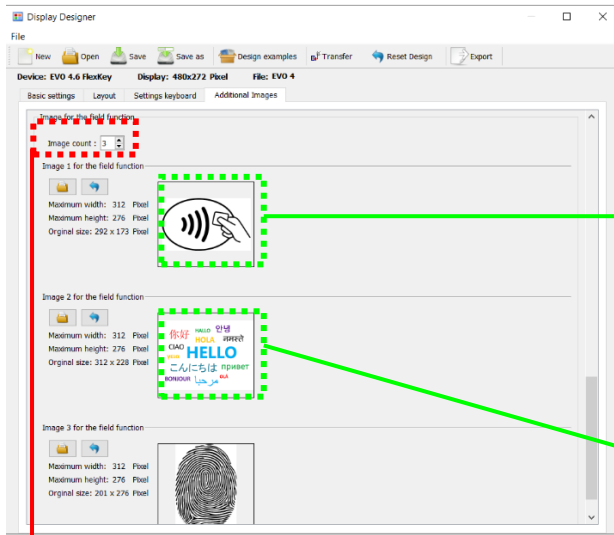 Display Designer
File
New Open Save Save as Design examples Transfer Reset Design Export
Device: EVO 4.6 FlexKey Display: 480x272 Pixel File: EVO 4
Basic settings Layout Settings keyboard Additional Images
Image for the field function
Image count : 3
Image 1 for the field function
Maximum width: 312 Pixel
Maximum height: 276 Pixel
Orginal size: 292 x 173 Pixel
Image 2 for the field function
Maximum width: 312 Pixel
Maximum height: 276 Pixel
Orginal size: 312 x 228 Pixel
你好 HALLO 안녕
HOLA नमस्ते
CIAO HELLO
こんにちは привет
BONJOUR مرحبا OLÁ
Image 3 for the field function
Maximum width: 312 Pixel
Maximum height: 276 Pixel
Orginal size: 201 x 276 Pixel